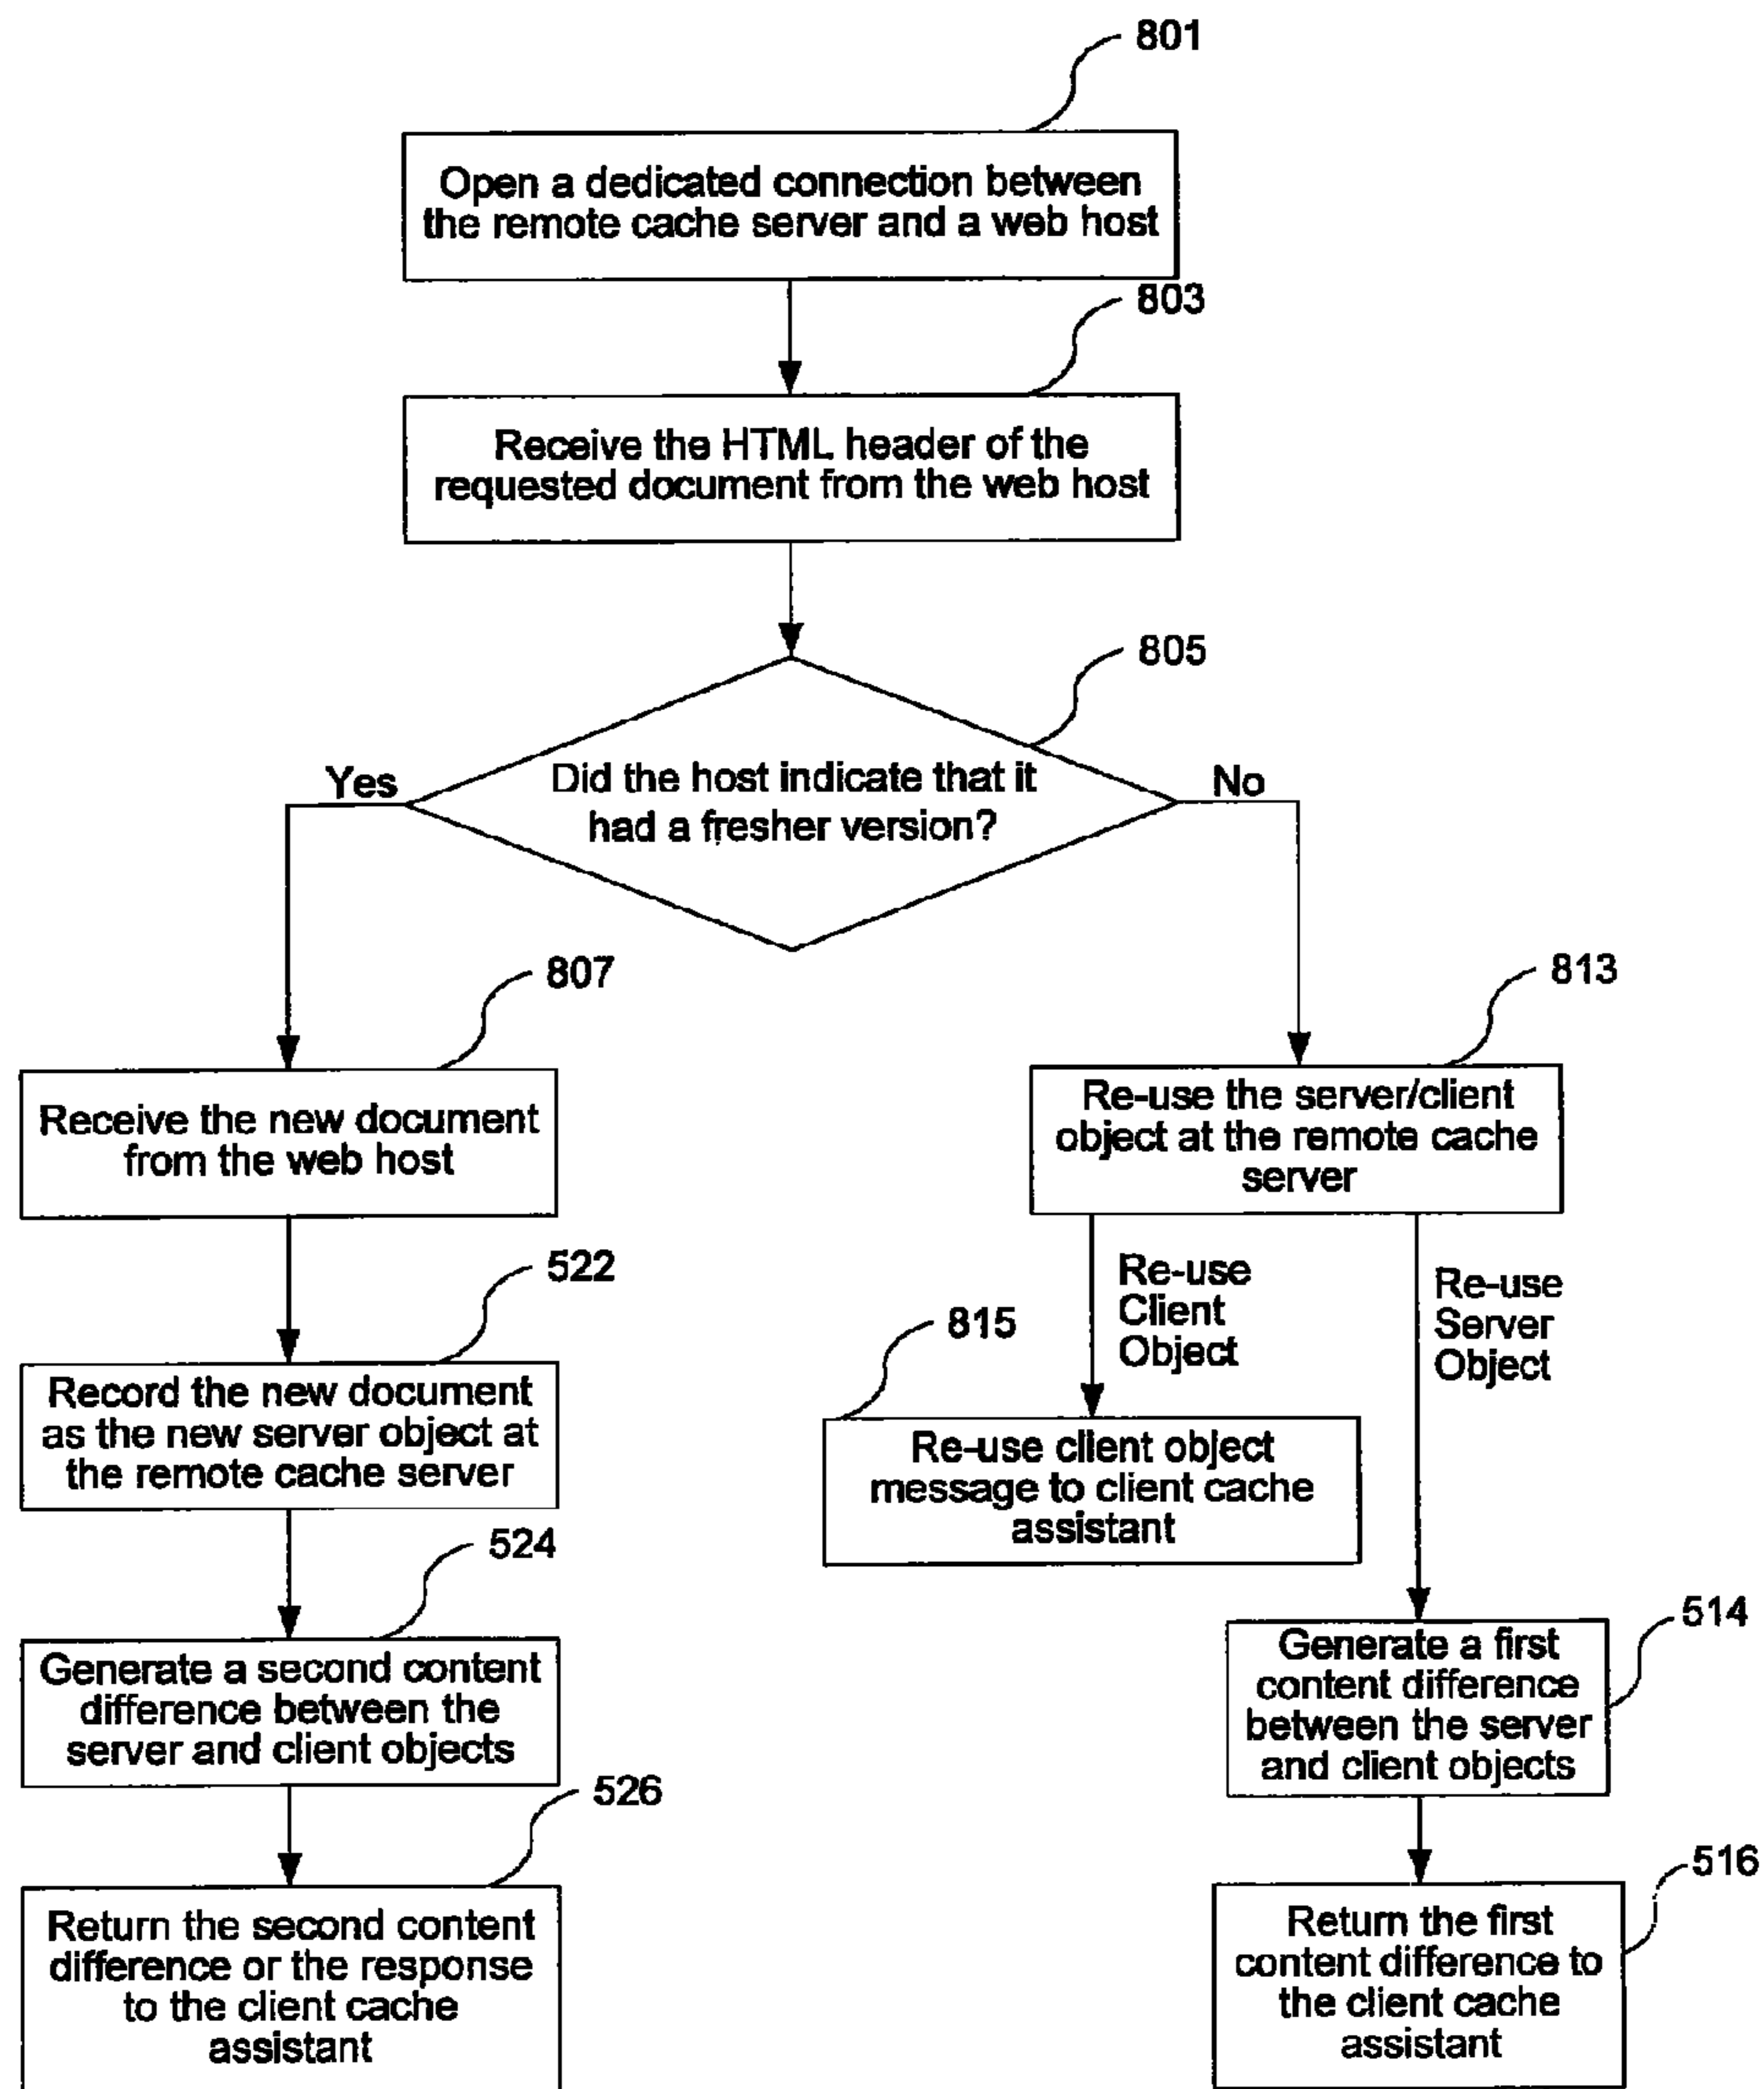 801
Open a dedicated connection between
the remote cache server and a web host
803
Receive the HTML header of the
requested document from the web host
805
Did the host indicate that it
had a fresher version?
Yes
No
807
Receive the new document
from the web host
813
Re-use the server/client
object at the remote cache
server
522
Record the new document
as the new server object at
the remote cache server
Re-use
Client
Object
Re-use
Server
Object
815
Re-use client object
message to client cache
assistant
524
Generate a second content
difference between the
server and client objects
514
Generate a first
content difference
between the server
and client objects
526
Return the second content
difference or the response
to the client cache
assistant
516
Return the first
content difference to
the client cache
assistant